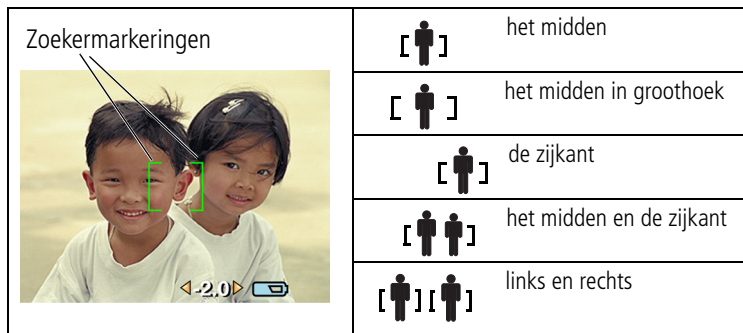 Zoekermarkeringen
-2.0
het midden
het midden in groothoek
de zijkant
het midden en de zijkant
links en rechts